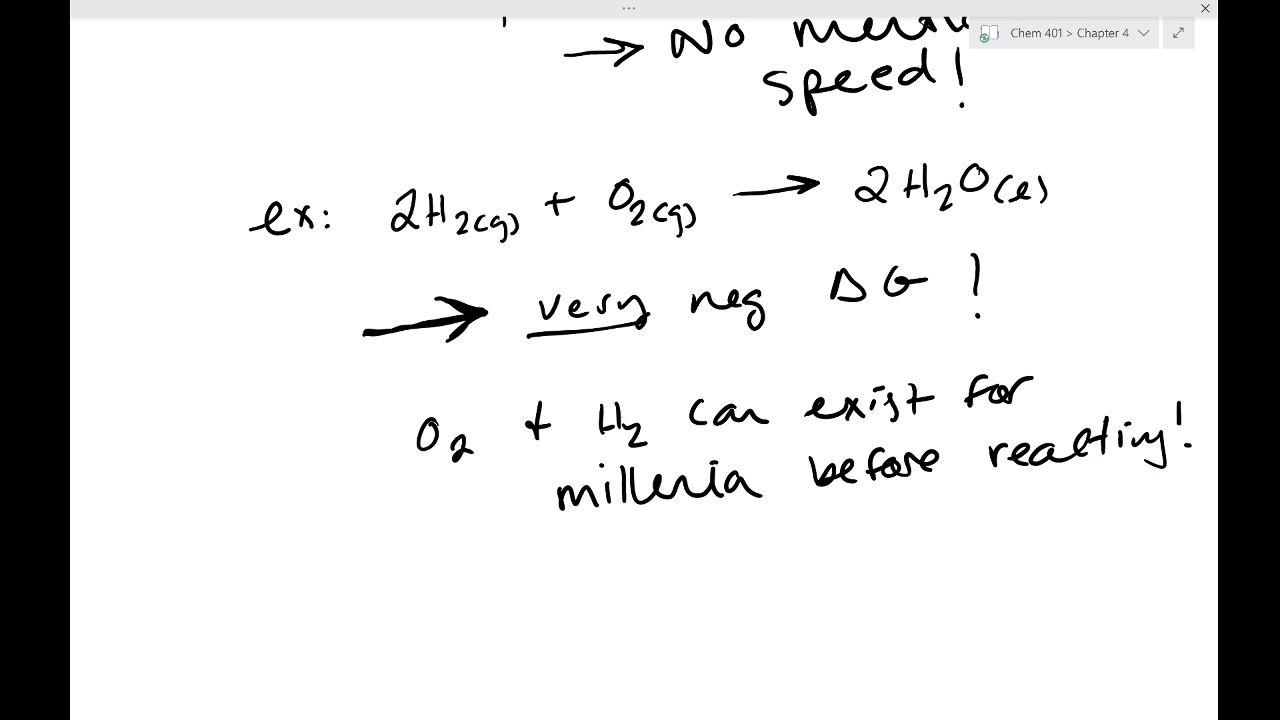 Chem 401 > Chapter 4
→ No
speed!
ex: 2H₂(g) + O₂(g) → 2H₂O(l)
→ very neg ΔG !
O₂ + H₂ can exist for
millenia before reacting!